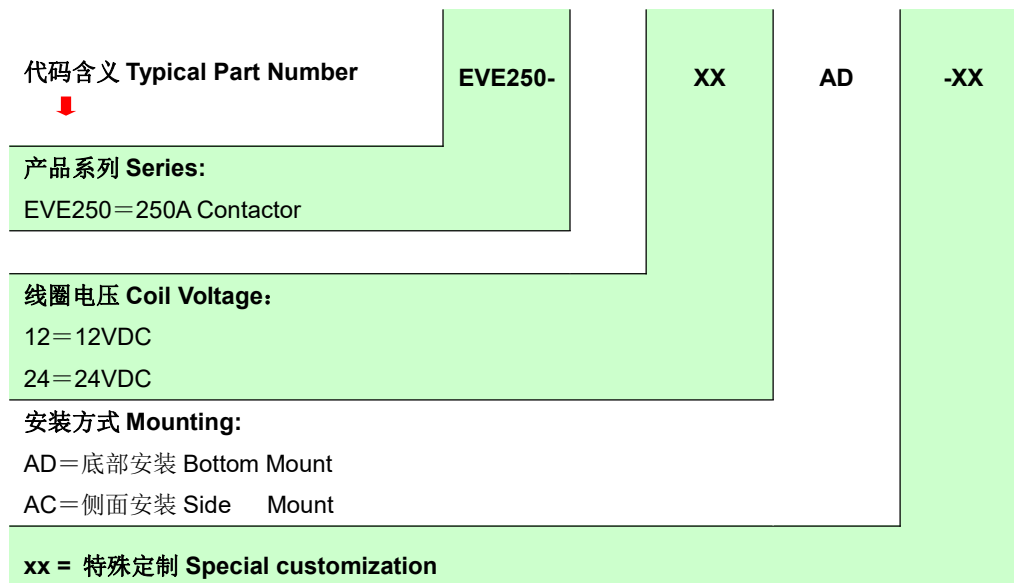 代码含义 Typical Part Number EVE250- XX AD -XX
产品系列 Series:
EVE250＝250A Contactor
线圈电压 Coil Voltage：
12＝12VDC
24＝24VDC
安装方式 Mounting:
AD＝底部安装 Bottom Mount
AC＝侧面安装 Side Mount
xx = 特殊定制 Special customization